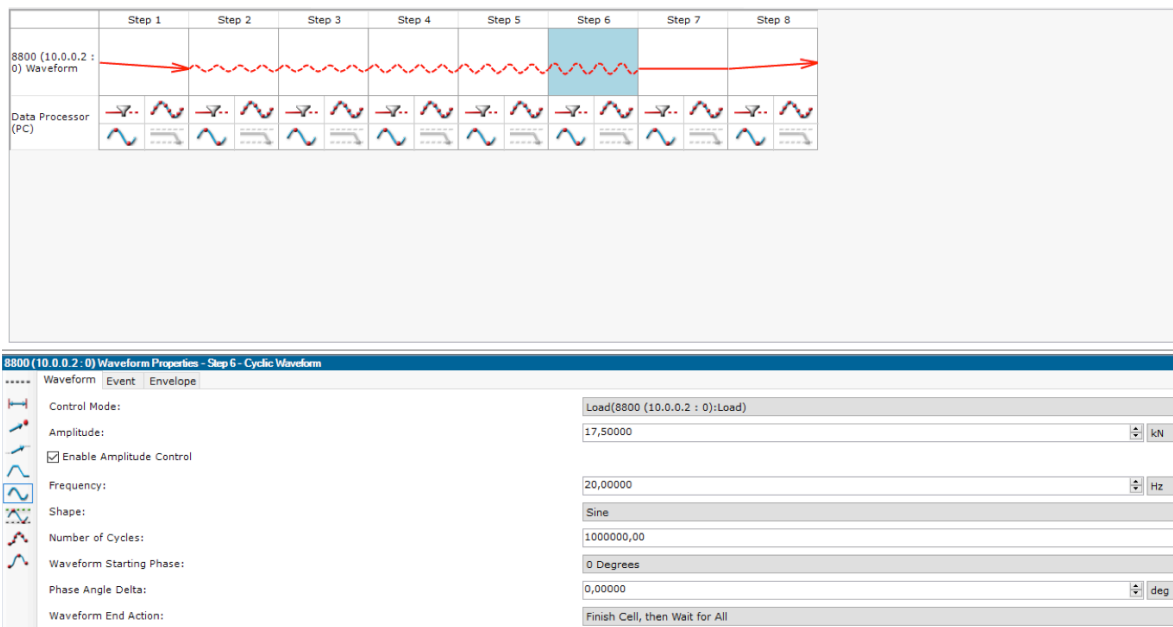 Step 1 Step 2 Step 3 Step 4 Step 5 Step 6 Step 7 Step 8
8800 (10.0.0.2 :
0) Waveform
Data Processor
(PC)
8800 (10.0.0.2 : 0) Waveform Properties - Step 6 - Cyclic Waveform
Waveform Event Envelope
Control Mode: Load(8800 (10.0.0.2 : 0):Load)
Amplitude: 17,50000 kN
Enable Amplitude Control
Frequency: 20,00000 Hz
Shape: Sine
Number of Cycles: 1000000,00
Waveform Starting Phase: 0 Degrees
Phase Angle Delta: 0,00000 deg
Waveform End Action: Finish Cell, then Wait for All